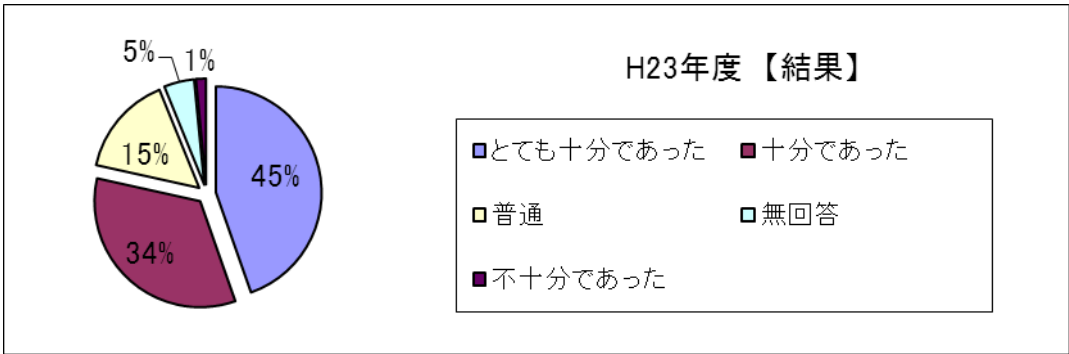 5% 1%
15% 45%
34%
H23年度【結果】
とても十分であった 十分であった
普通 無回答
不十分であった